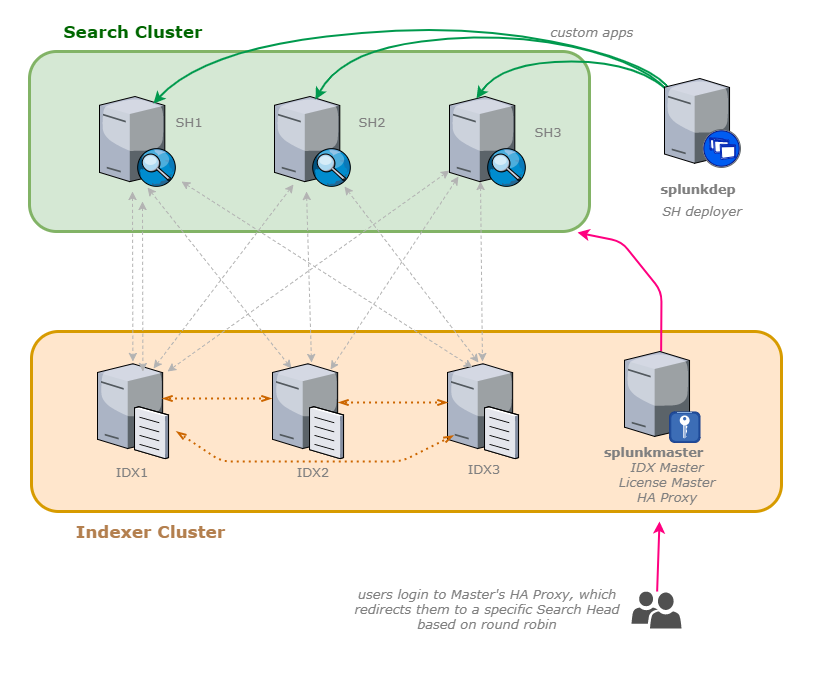 Search Cluster
custom apps
SH1
SH2
SH3
splunkdep
SH deployer
IDX1
IDX2
IDX3
splunkmaster
IDX Master
License Master
HA Proxy
Indexer Cluster
users login to Master's HA Proxy, which
redirects them to a specific Search Head
based on round robin